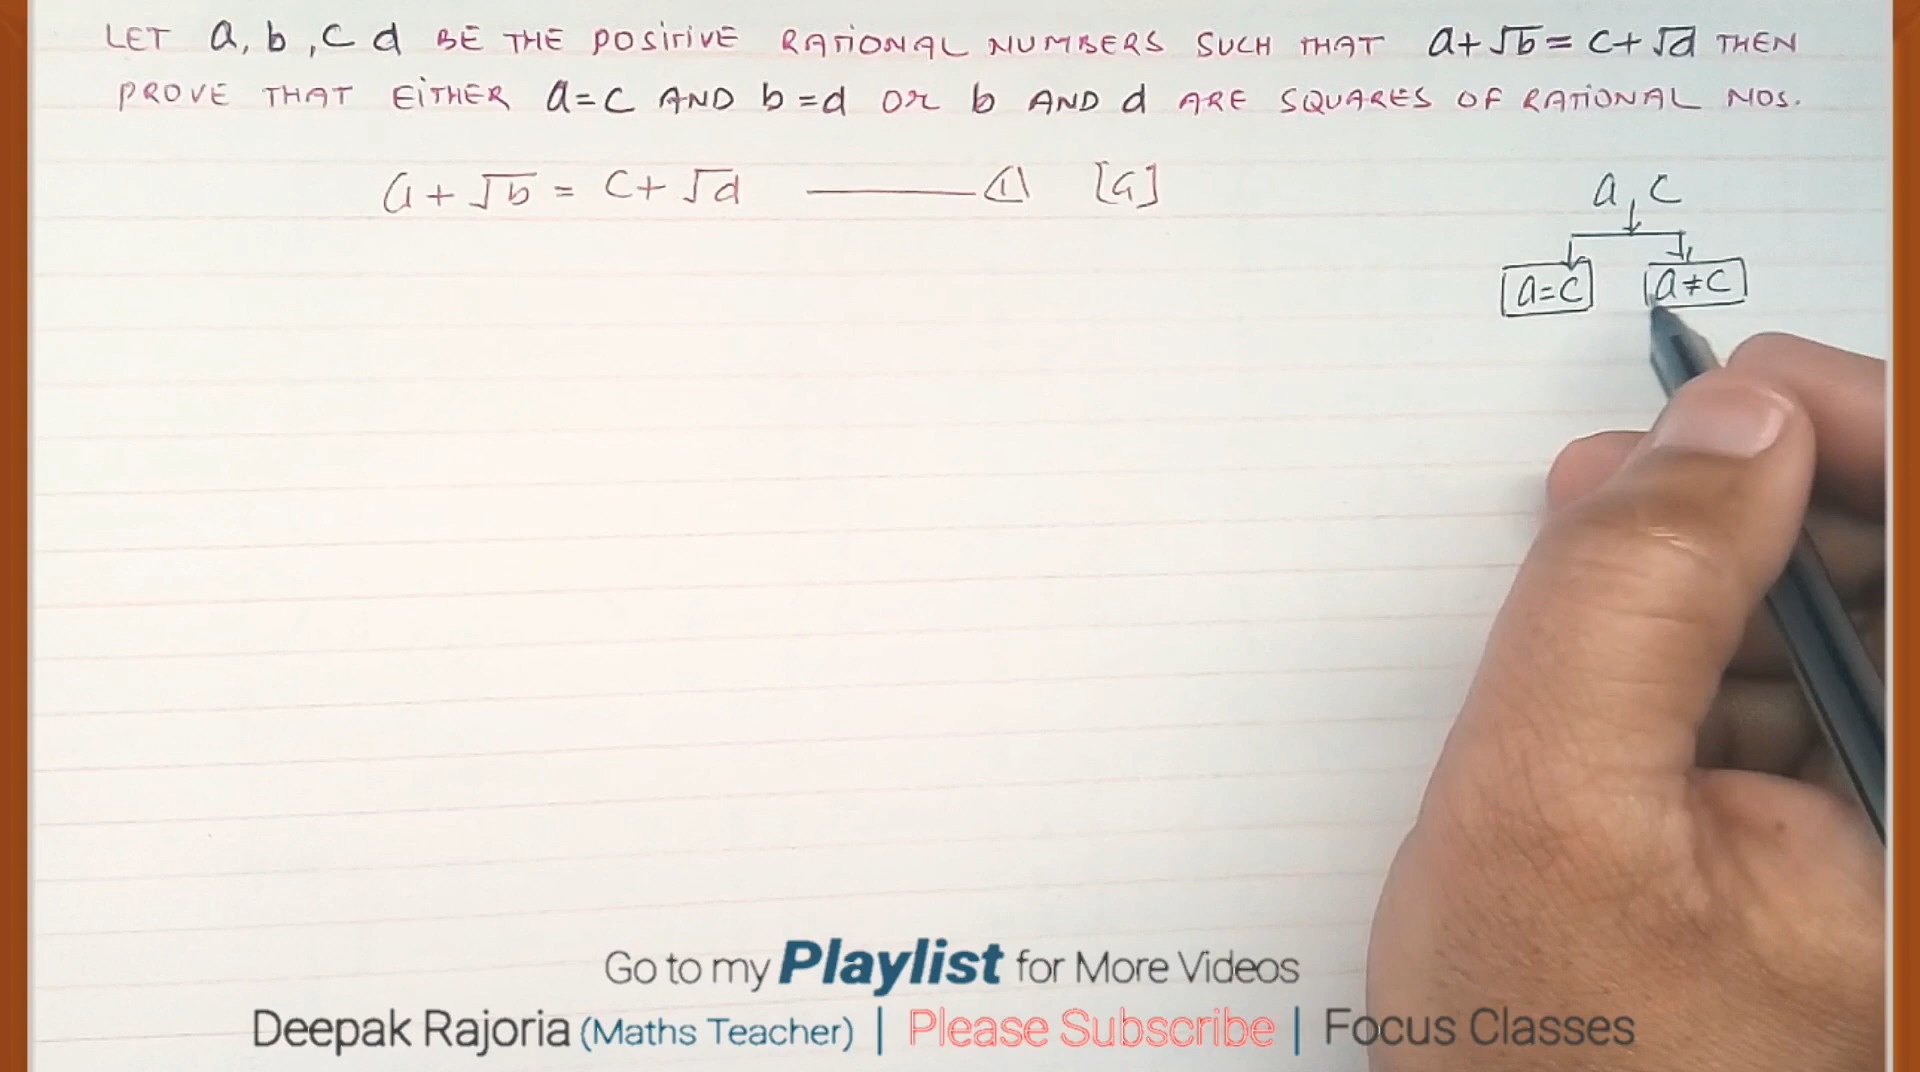 LET a, b, c d BE THE POSITIVE RATIONAL NUMBERS SUCH THAT a+√b = c+√d THEN
PROVE THAT EITHER a=c AND b=d OR b AND d ARE SQUARES OF RATIONAL NOS.
a + √b = c + √d ——— ① [G]
a, c
a=c a≠c
Go to my Playlist for More Videos
Deepak Rajoria (Maths Teacher) | Please Subscribe | Focus Classes